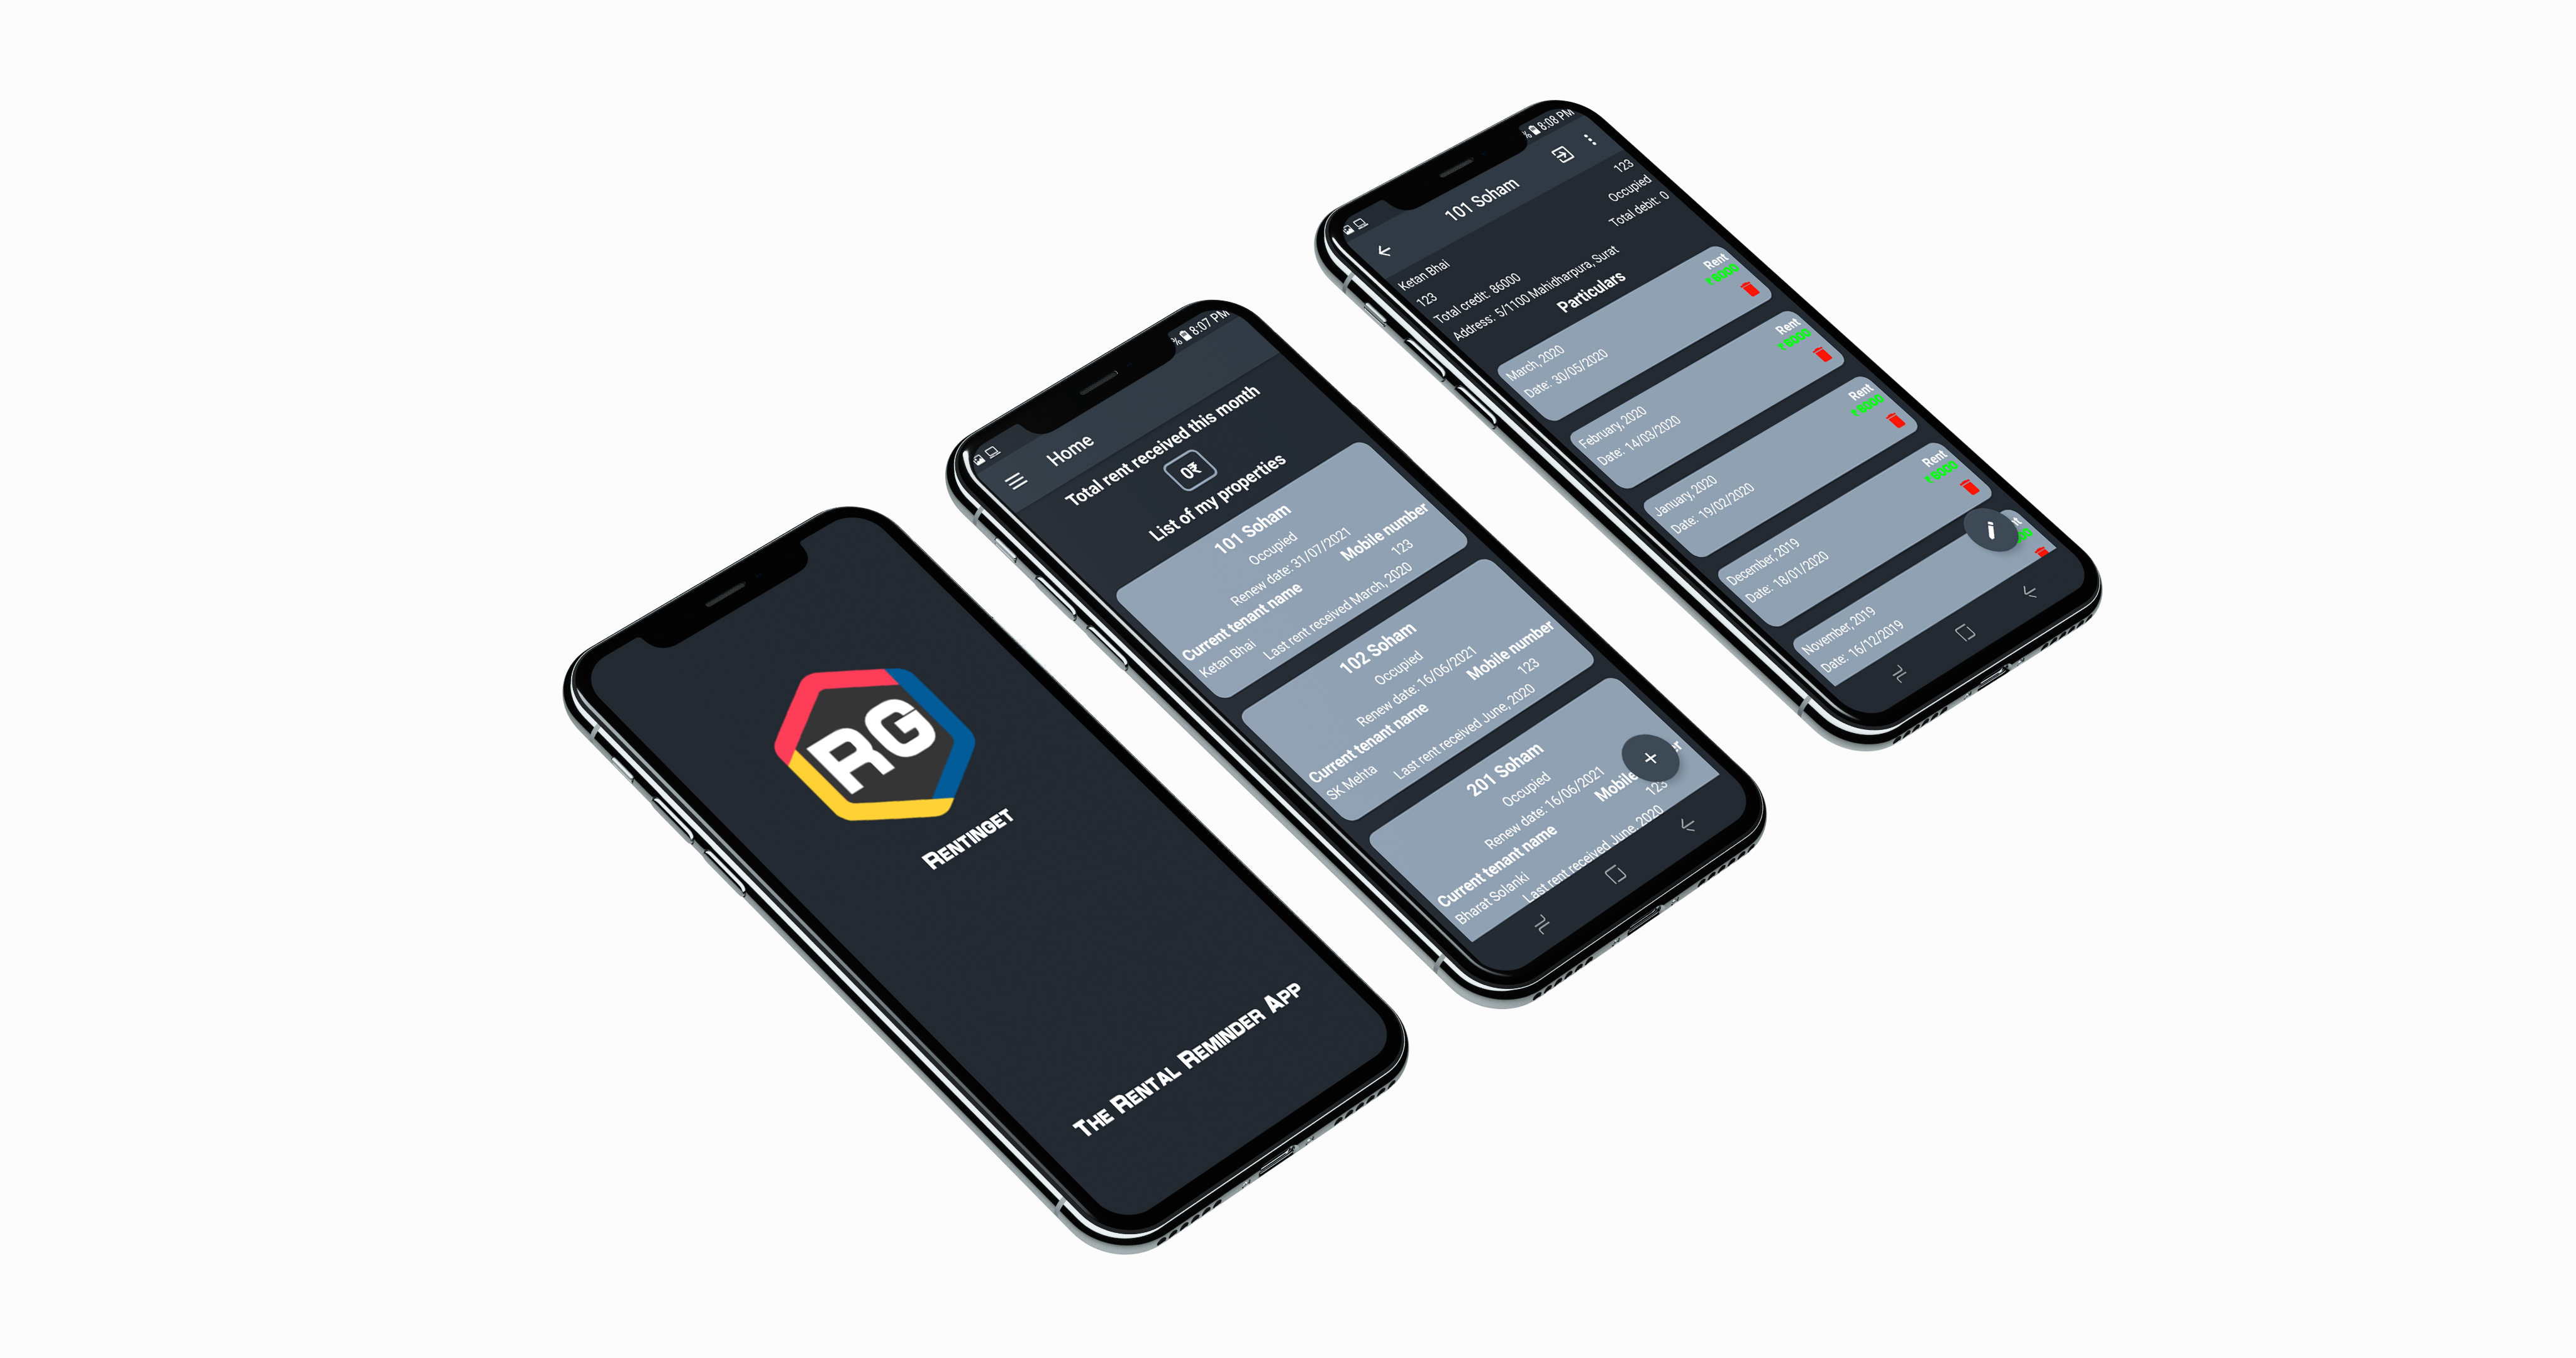 RG
RENTINGET
THE RENTAL REMINDER APP
% 8:07 PM
Home
Total rent received this month
0₹
List of my properties
101 Soham
Occupied
Renew date: 31/07/2021
Current tenant name Mobile number
Ketan Bhai 123
Last rent received March, 2020
102 Soham
Occupied
Renew date: 16/06/2021
Current tenant name Mobile number
SK Mehta 123
Last rent received June, 2020
201 Soham
Occupied
Renew date: 16/06/2021
Current tenant name Mobile
Bharat Solanki 123
Last rent received June, 2020
% 8:08 PM
101 Soham
Ketan Bhai 123
123 Occupied
Total credit: 86000 Total debit: 0
Address: 5/1100 Mahidharpura, Surat
Particulars
March, 2020 Rent
Date: 30/05/2020 ₹8000
February, 2020 Rent
Date: 14/03/2020 ₹8000
January, 2020 Rent
Date: 19/02/2020 ₹8000
December, 2019 Rent
Date: 18/01/2020 ₹8000
November, 2019
Date: 16/12/2019